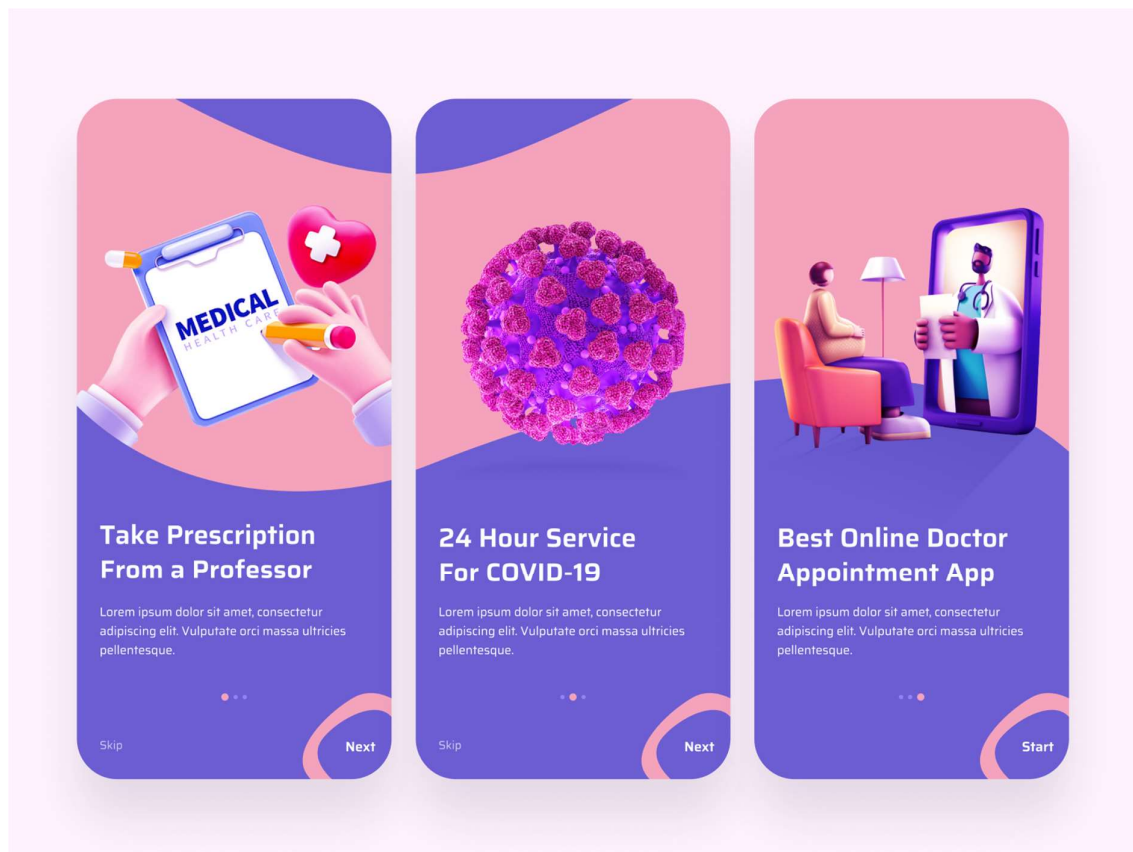 MEDICAL
HEALTH CARE
Take Prescription
From a Professor
Lorem ipsum dolor sit amet, consectetur
adipiscing elit. Vulputate orci massa ultricies
pellentesque.
Skip
Next
24 Hour Service
For COVID-19
Lorem ipsum dolor sit amet, consectetur
adipiscing elit. Vulputate orci massa ultricies
pellentesque.
Skip
Next
Best Online Doctor
Appointment App
Lorem ipsum dolor sit amet, consectetur
adipiscing elit. Vulputate orci massa ultricies
pellentesque.
Start